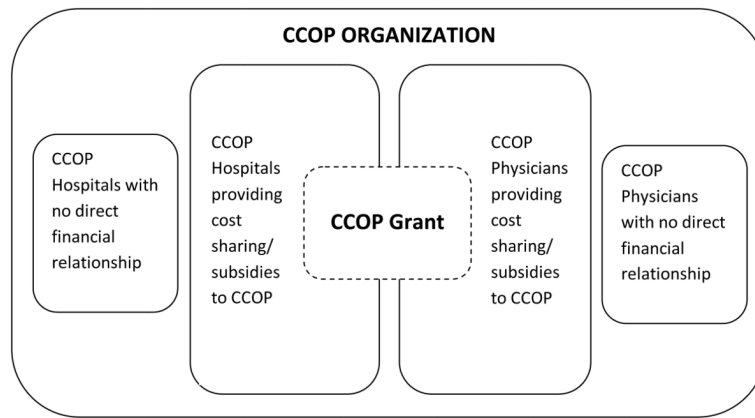 CCOP ORGANIZATION
CCOP
Hospitals with
no direct
financial
relationship
CCOP
Hospitals
providing
cost
sharing/
subsidies
to CCOP
CCOP Grant
CCOP
Physicians
providing
cost
sharing/
subsidies
to CCOP
CCOP
Physicians
with no direct
financial
relationship